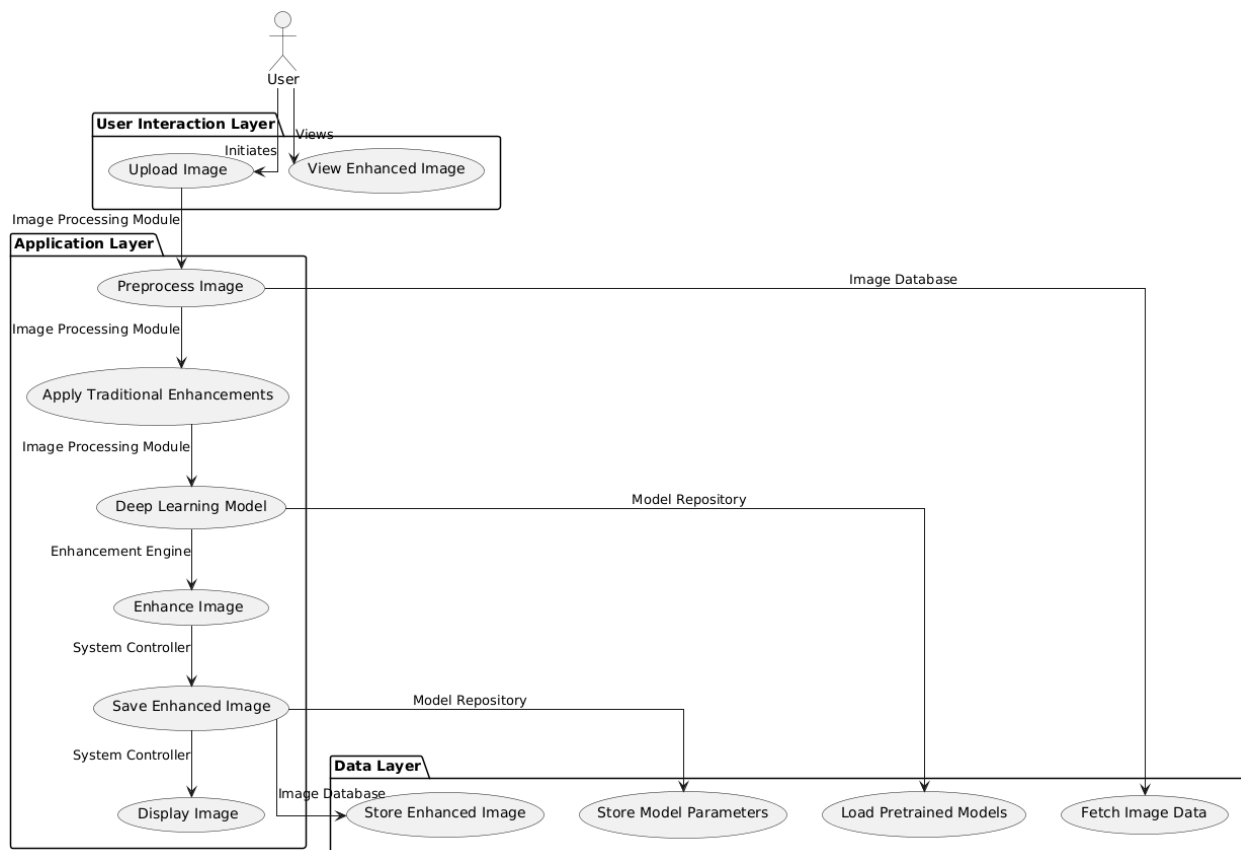 User
User Interaction Layer
Views
Initiates
Upload Image
View Enhanced Image
Image Processing Module
Application Layer
Preprocess Image
Image Database
Image Processing Module
Apply Traditional Enhancements
Image Processing Module
Deep Learning Model
Model Repository
Enhancement Engine
Enhance Image
System Controller
Save Enhanced Image
Model Repository
System Controller
Data Layer
Image Database
Display Image
Store Enhanced Image
Store Model Parameters
Load Pretrained Models
Fetch Image Data